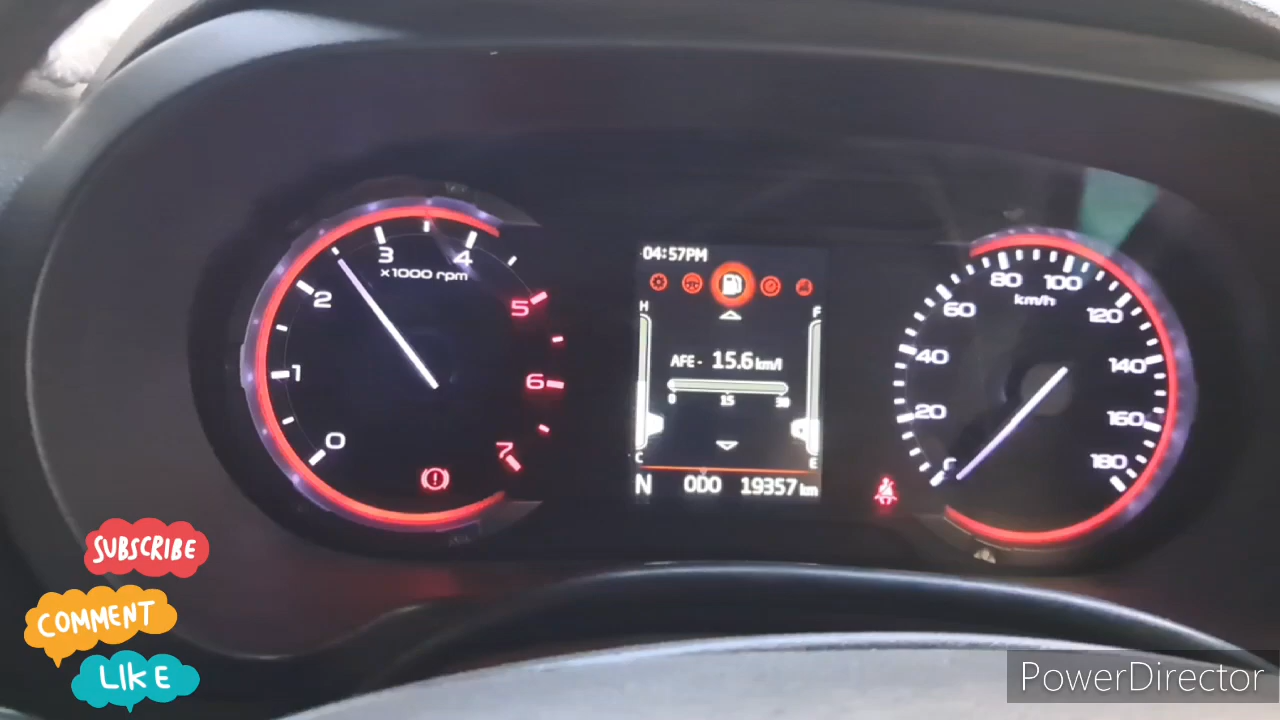 0
1
2
3
4
5
6
7
x1000 rpm
04:57PM
H
F
AFE - 15.6 km/l
0 15 30
C
E
N ODO 19357 km
20
40
60
80
100
120
140
160
180
km/h
SUBSCRIBE
COMMENT
LIKE
PowerDirector